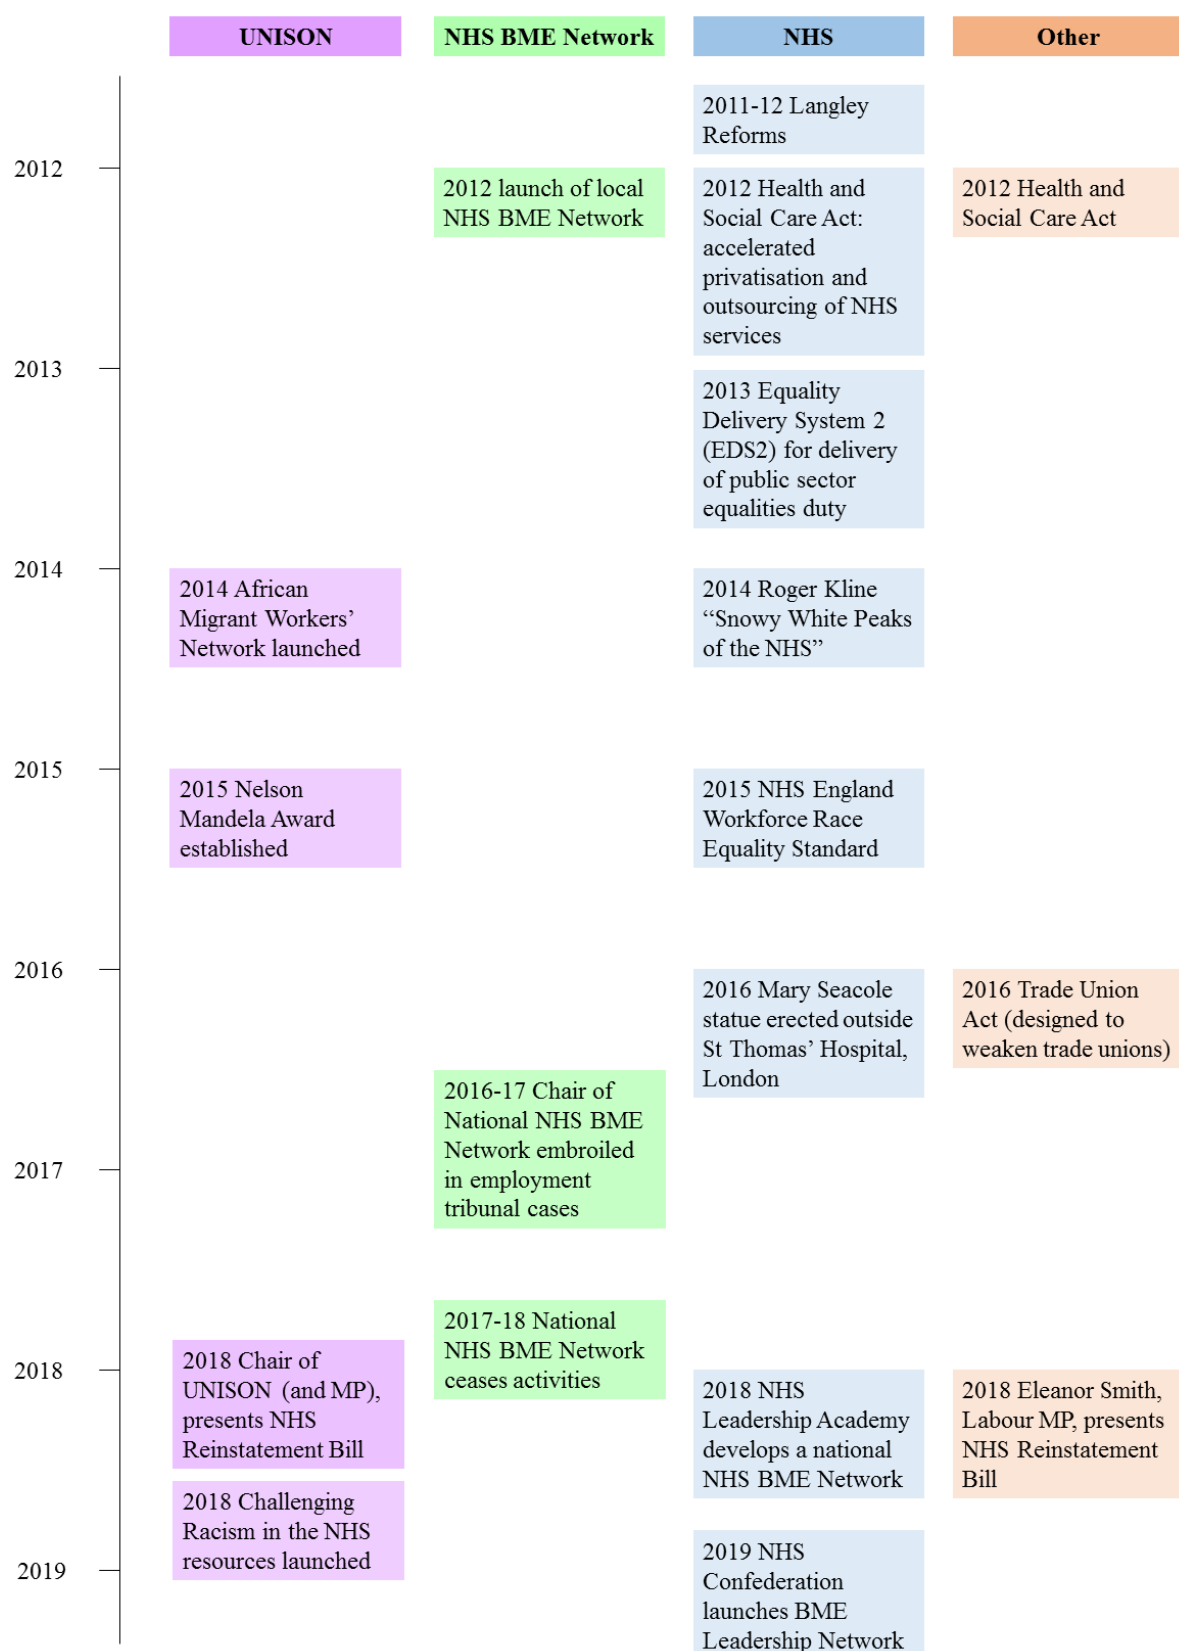 UNISON
NHS BME Network
NHS
Other
2011-12 Langley
Reforms
2012
2012 launch of local
NHS BME Network
2012 Health and
Social Care Act:
accelerated
privatisation and
outsourcing of NHS
services
2012 Health and
Social Care Act
2013
2013 Equality
Delivery System 2
(EDS2) for delivery
of public sector
equalities duty
2014
2014 African
Migrant Workers’
Network launched
2014 Roger Kline
“Snowy White Peaks
of the NHS”
2015
2015 Nelson
Mandela Award
established
2015 NHS England
Workforce Race
Equality Standard
2016
2016 Mary Seacole
statue erected outside
St Thomas’ Hospital,
London
2016 Trade Union
Act (designed to
weaken trade unions)
2016-17 Chair of
National NHS BME
Network embroiled
in employment
tribunal cases
2017
2017-18 National
NHS BME Network
ceases activities
2018
2018 Chair of
UNISON (and MP),
presents NHS
Reinstatement Bill
2018 NHS
Leadership Academy
develops a national
NHS BME Network
2018 Eleanor Smith,
Labour MP, presents
NHS Reinstatement
Bill
2018 Challenging
Racism in the NHS
resources launched
2019
2019 NHS
Confederation
launches BME
Leadership Network